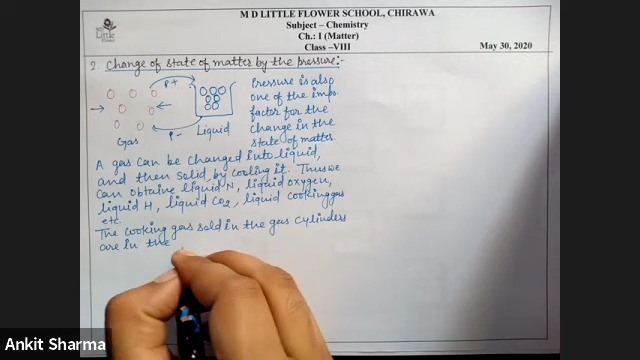 M D LITTLE FLOWER SCHOOL, CHIRAWA
Subject – Chemistry
Ch.: I (Matter)
Class –VIII
May 30, 2020
Little
2. Change of state of matter by the pressure:-
P+
P-
Gas
Liquid
Pressure is also
one of the impo.
factor for the
change in the
state of matter.
A gas can be changed into liquid,
and then solid by cooling it. Thus we
can obtaine liquid N, liquid oxygen,
liquid H, liquid CO2, liquid cooking gas
etc.
The cooking gas sold in the gas cylinders
are in the
Ankit Sharma